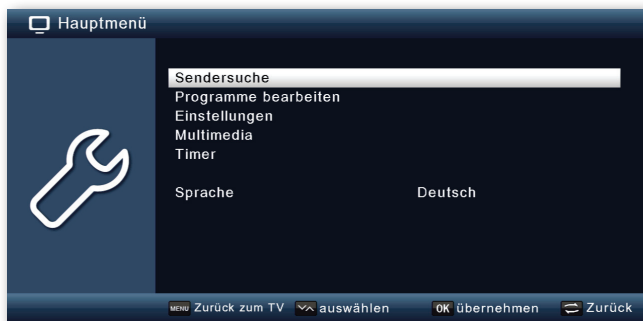 Hauptmenü
Sendersuche
Programme bearbeiten
Einstellungen
Multimedia
Timer
Sprache Deutsch
MENU Zurück zum TV auswählen OK übernehmen Zurück